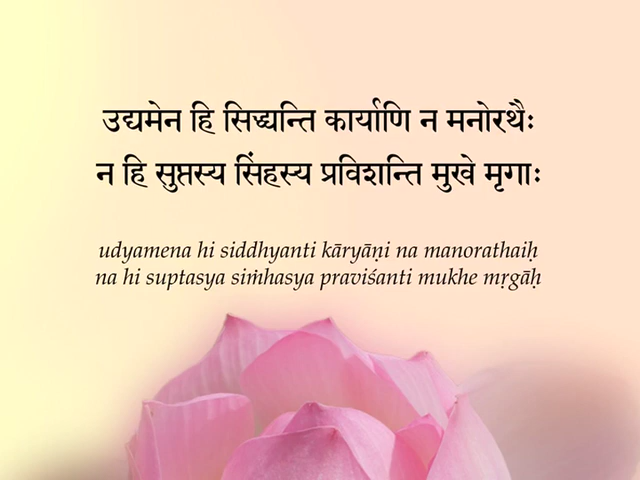 उद्यमेन हि सिद्ध्यन्ति कार्याणि न मनोरथैः
न हि सुप्तस्य सिंहस्य प्रविशन्ति मुखे मृगाः
udyamena hi siddhyanti kāryāṇi na manorathaiḥ
na hi suptasya siṁhasya praviśanti mukhe mṛgāḥ